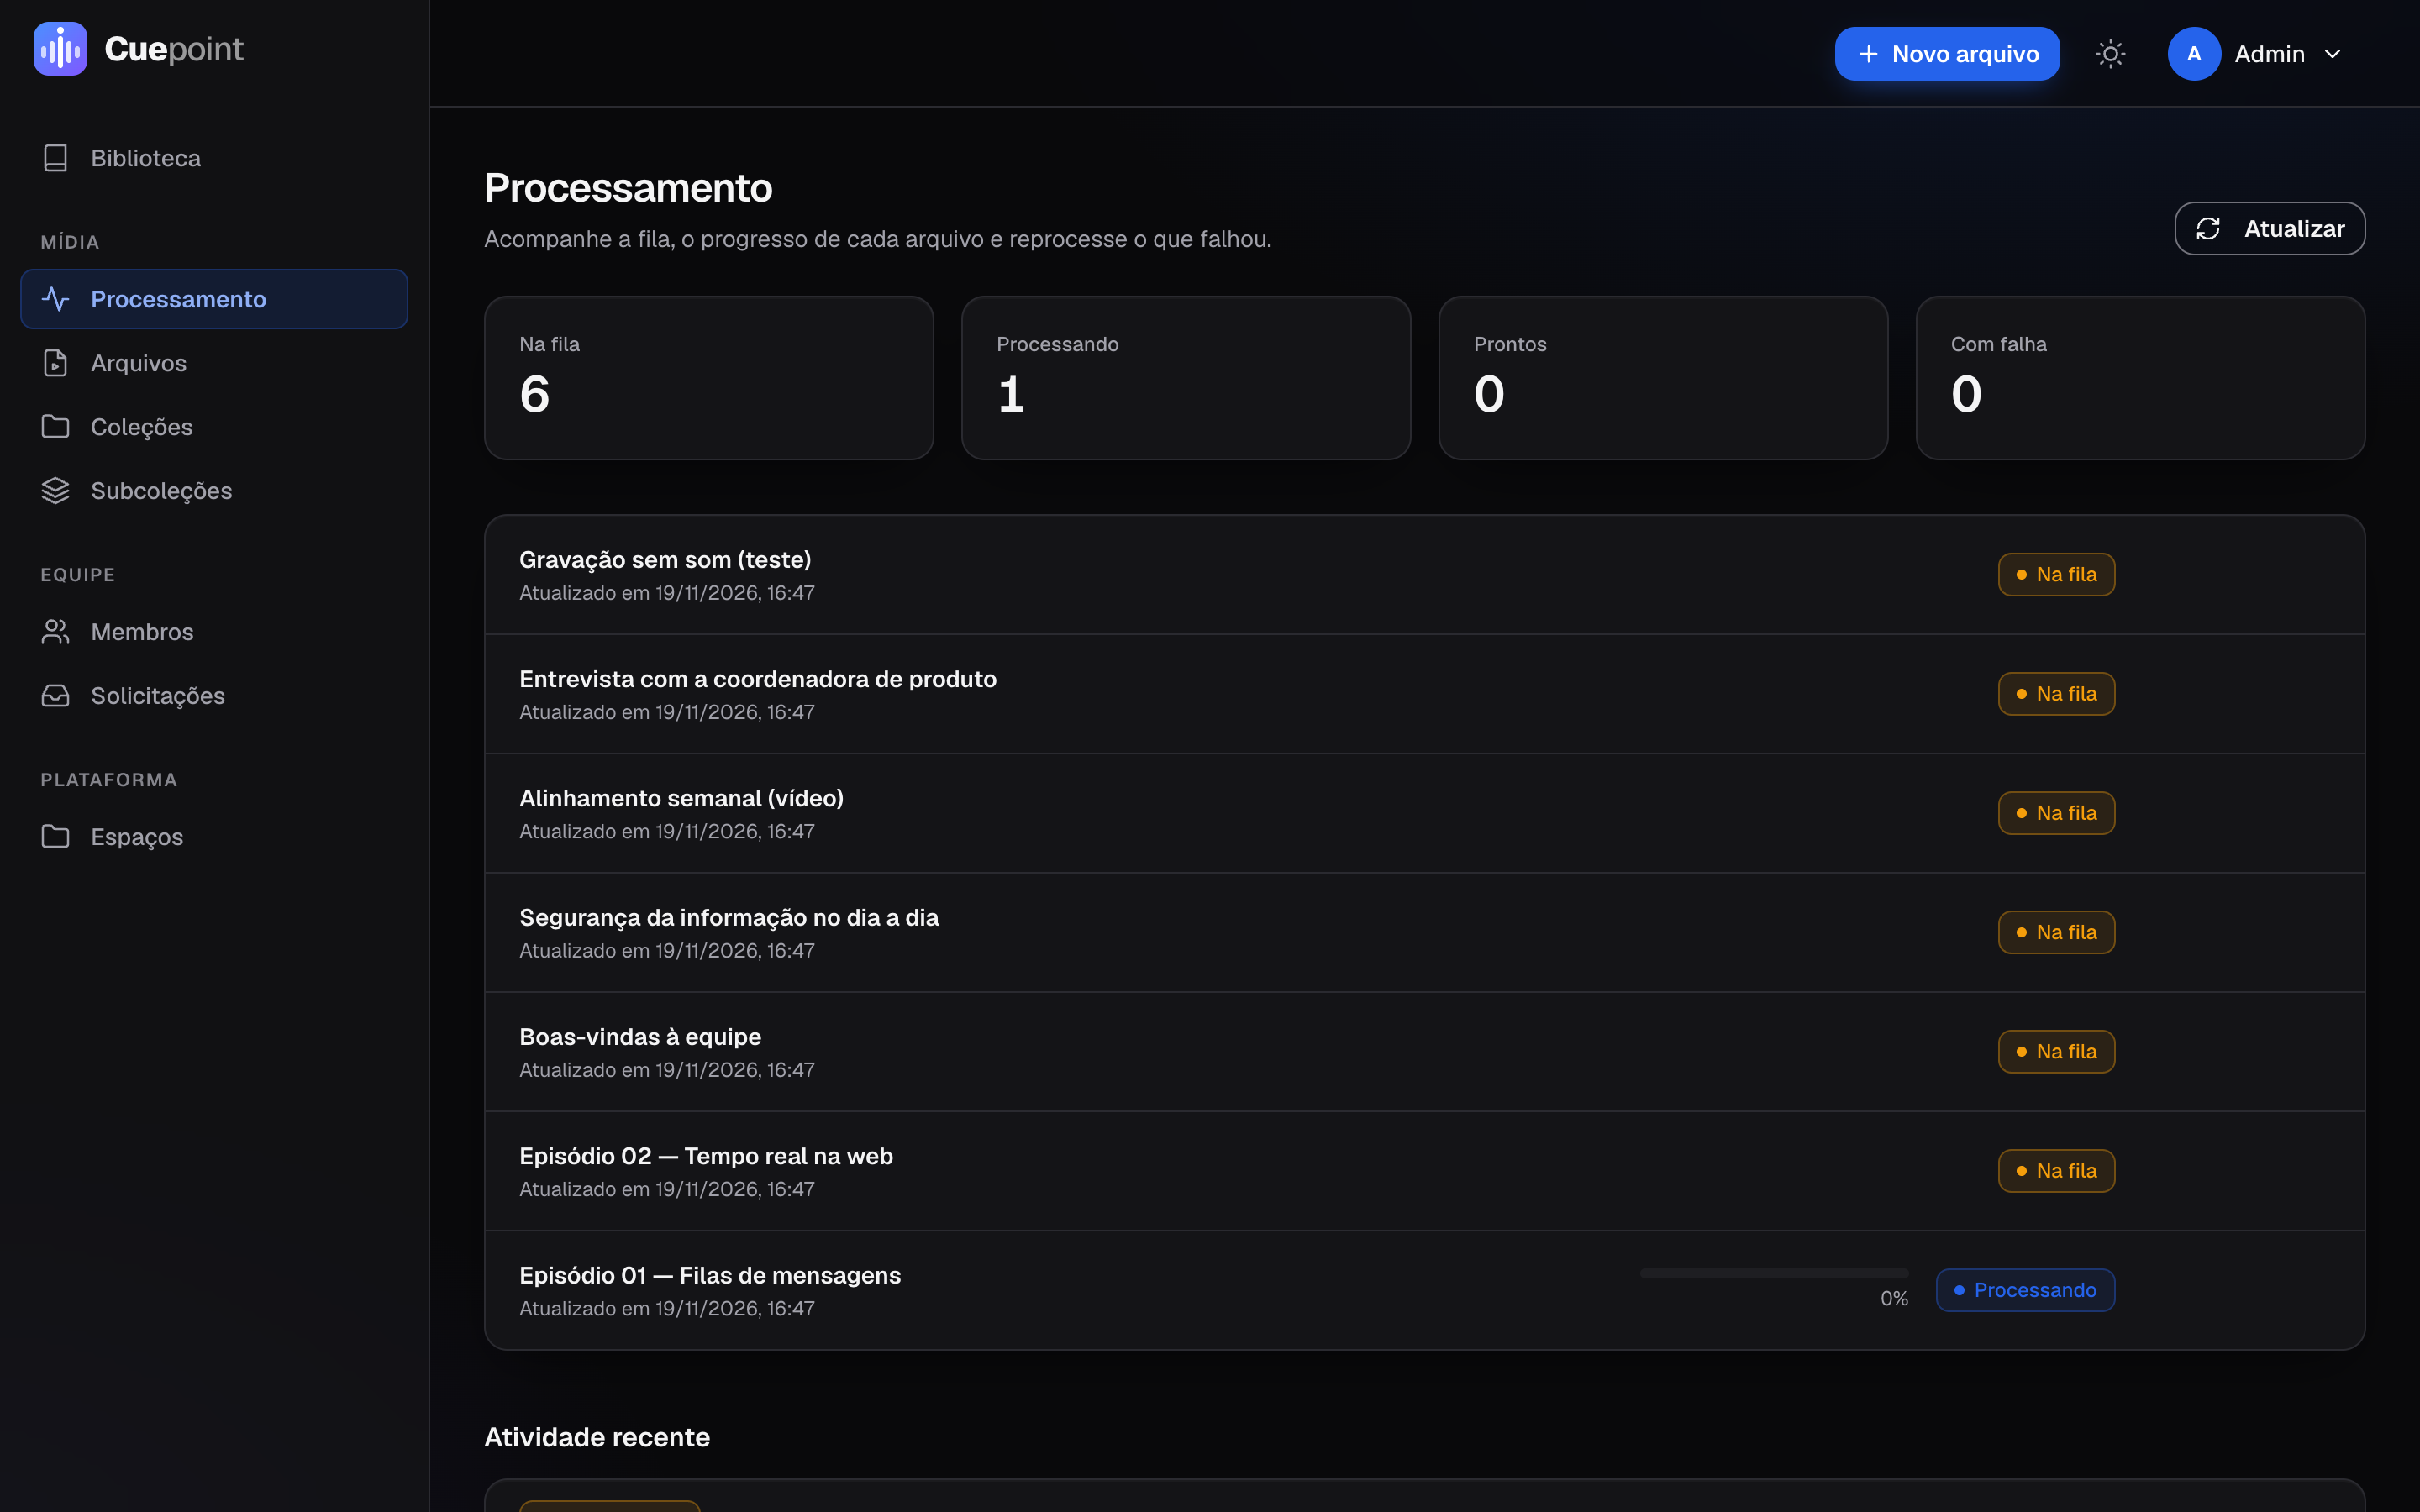 Cuepoint
Novo arquivo
A
Admin
Biblioteca
MÍDIA
Processamento
Arquivos
Coleções
Subcoleções
EQUIPE
Membros
Solicitações
PLATAFORMA
Espaços
Processamento
Acompanhe a fila, o progresso de cada arquivo e reprocesse o que falhou.
Atualizar
Na fila
6
Processando
1
Prontos
0
Com falha
0
Gravação sem som (teste)
Atualizado em 19/11/2026, 16:47
Na fila
Entrevista com a coordenadora de produto
Atualizado em 19/11/2026, 16:47
Na fila
Alinhamento semanal (vídeo)
Atualizado em 19/11/2026, 16:47
Na fila
Segurança da informação no dia a dia
Atualizado em 19/11/2026, 16:47
Na fila
Boas-vindas à equipe
Atualizado em 19/11/2026, 16:47
Na fila
Episódio 02 — Tempo real na web
Atualizado em 19/11/2026, 16:47
Na fila
Episódio 01 — Filas de mensagens
Atualizado em 19/11/2026, 16:47
0%
Processando
Atividade recente